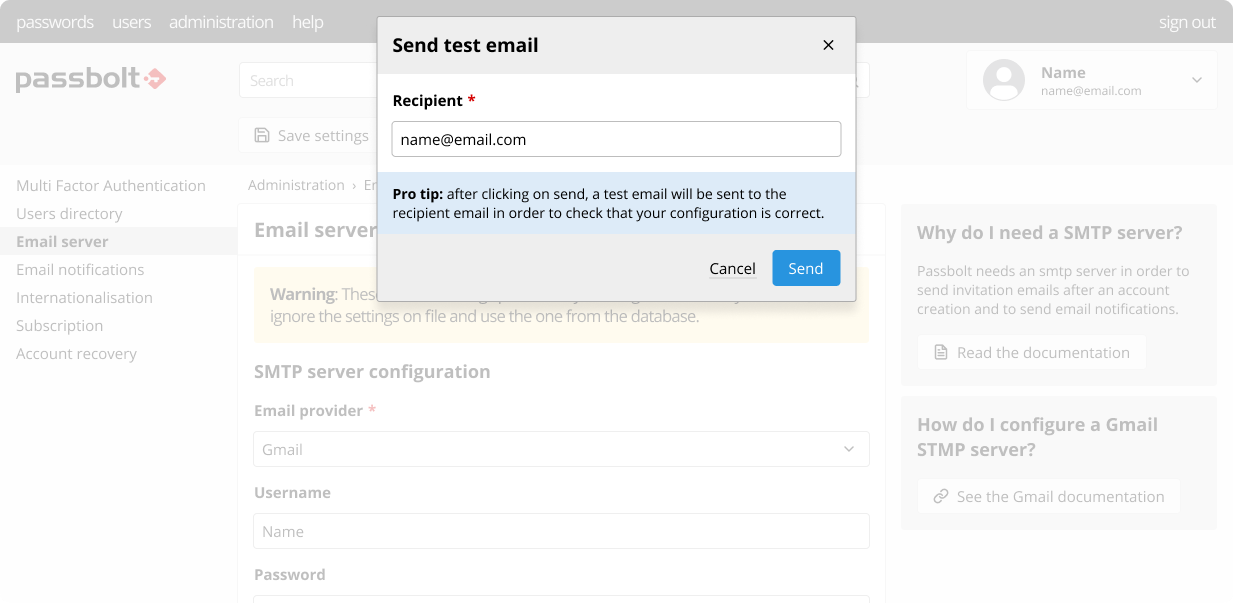 passwords users administration help sign out
passbolt
Search
Name
name@email.com
Save settings
Send test email
Recipient *
name@email.com
Pro tip: after clicking on send, a test email will be sent to the
recipient email in order to check that your configuration is correct.
Cancel Send
Multi Factor Authentication
Users directory
Email server
Email notifications
Internationalisation
Subscription
Account recovery
Administration ›
Email server
Warning: These
ignore the settings on file and use the one from the database.
SMTP server configuration
Email provider *
Gmail
Username
Name
Password
Why do I need a SMTP server?
Passbolt needs an smtp server in order to
send invitation emails after an account
creation and to send email notifications.
Read the documentation
How do I configure a Gmail
STMP server?
See the Gmail documentation